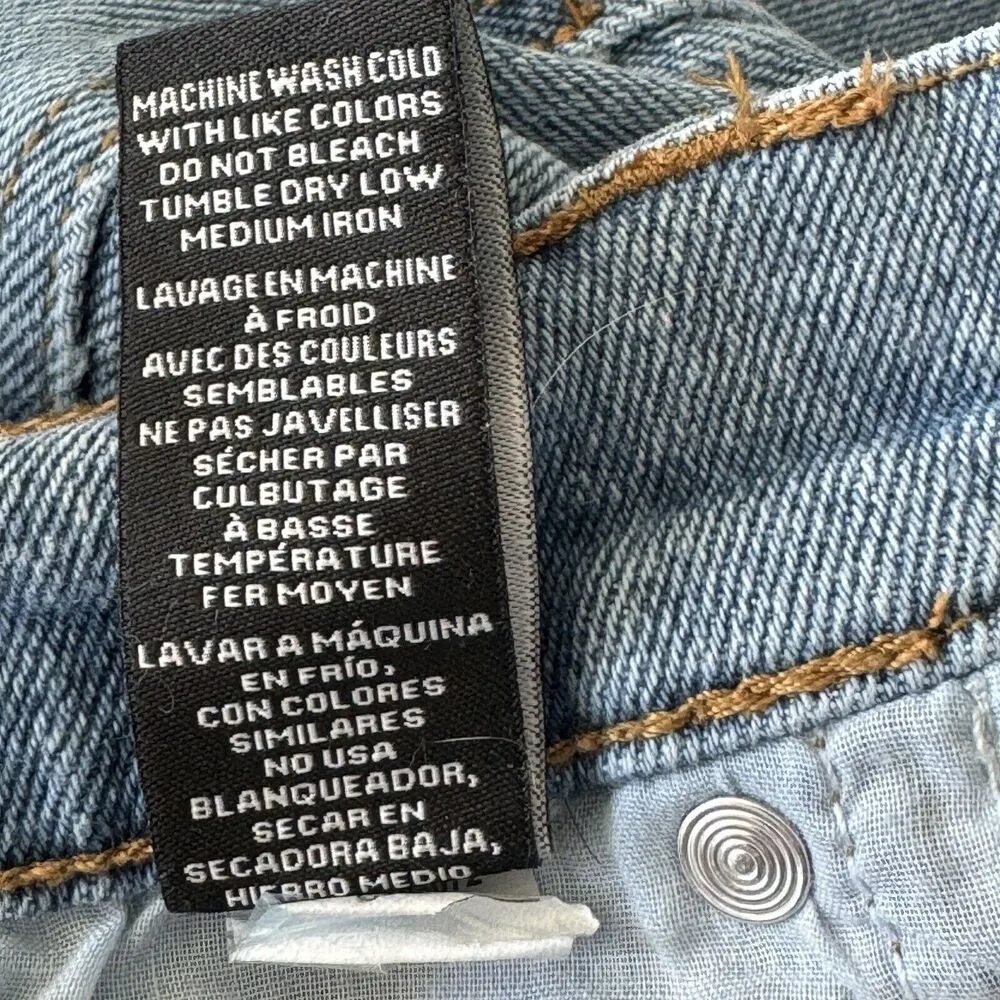 MACHINE WASH COLD
WITH LIKE COLORS
DO NOT BLEACH
TUMBLE DRY LOW
MEDIUM IRON
LAVAGE EN MACHINE
À FROID
AVEC DES COULEURS
SEMBLABLES
NE PAS JAVELLISER
SÉCHER PAR
CULBUTAGE
À BASSE
TEMPÉRATURE
FER MOYEN
LAVAR A MÁQUINA
EN FRÍO,
CON COLORES
SIMILARES
NO USA
BLANQUEADOR,
SECAR EN
SECADORA BAJA,
HIERRO MEDIO